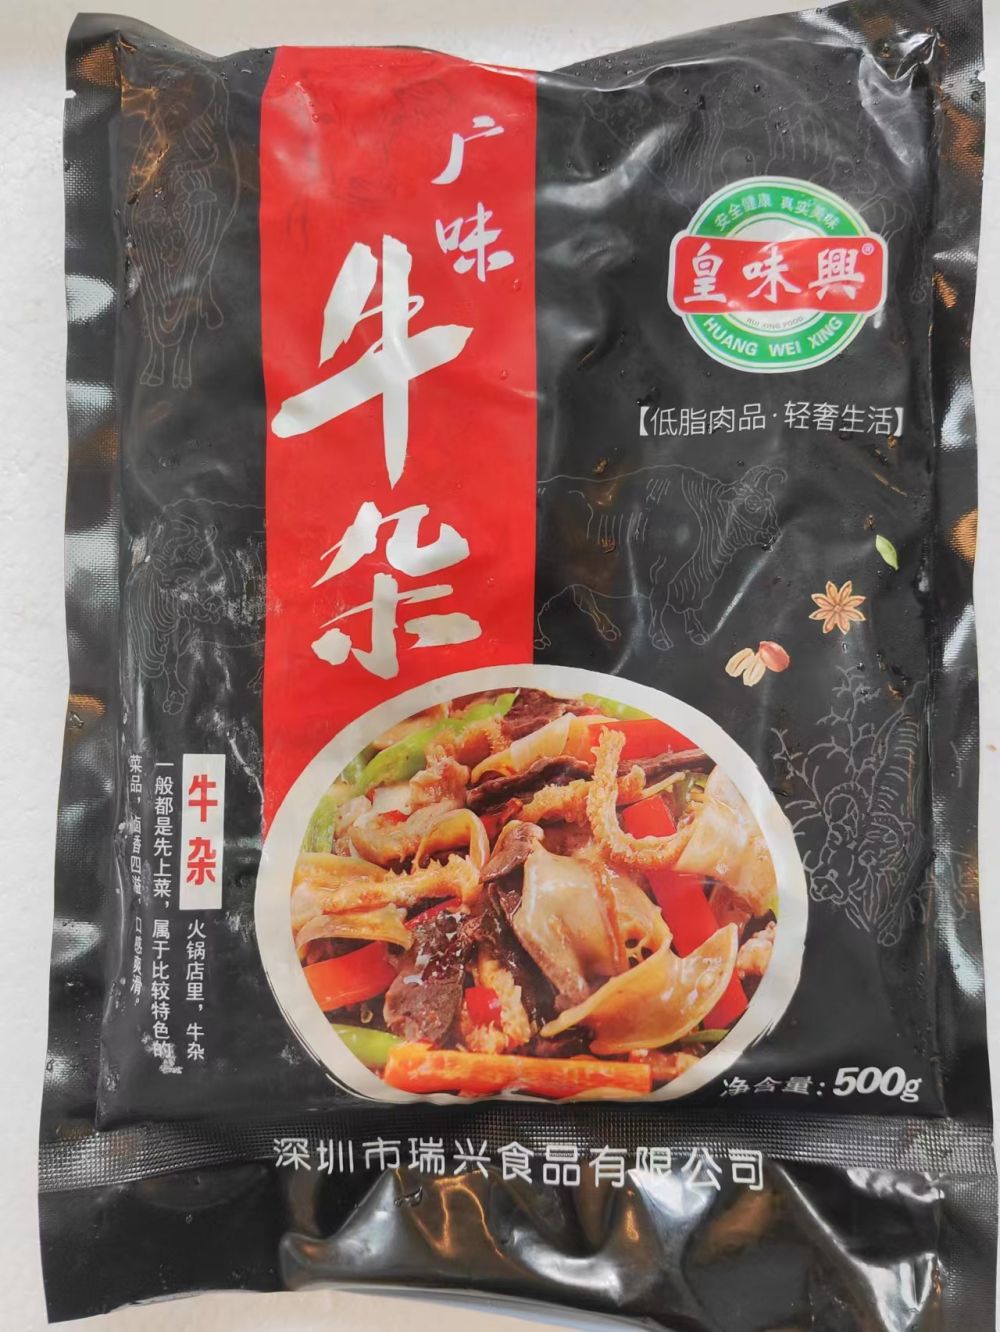 广味
牛杂
安全健康 真实美味
皇味興®
RUI XING FOOD
HUANG WEI XING
【低脂肉品·轻奢生活】
牛杂
火锅店里，牛杂
一般都是先上菜，属于比较特色的
菜品，卤香四溢，口感爽滑。
净含量：500g
深圳市瑞兴食品有限公司